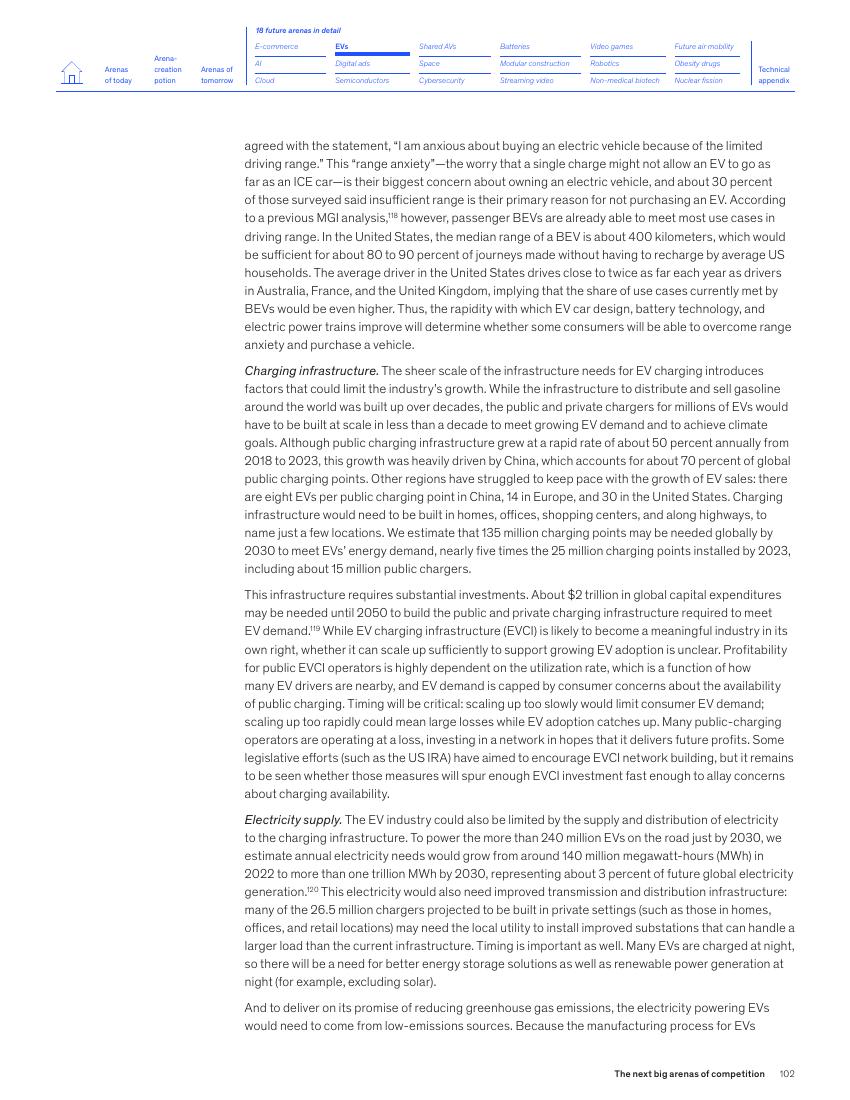 18 future arenas in detail
Arenas
of today
Arena-
creation
potion
Arenas of
tomorrow
E-commerce
EVs
Shared AVs
Batteries
Video games
Future air mobility
AI
Digital ads
Space
Modular construction
Robotics
Obesity drugs
Cloud
Semiconductors
Cybersecurity
Streaming video
Non-medical biotech
Nuclear fission
Technical
appendix
agreed with the statement, “I am anxious about buying an electric vehicle because of the limited
driving range.” This “range anxiety”—the worry that a single charge might not allow an EV to go as
far as an ICE car—is their biggest concern about owning an electric vehicle, and about 30 percent
of those surveyed said insufficient range is their primary reason for not purchasing an EV. According
to a previous MGI analysis,118 however, passenger BEVs are already able to meet most use cases in
driving range. In the United States, the median range of a BEV is about 400 kilometers, which would
be sufficient for about 80 to 90 percent of journeys made without having to recharge by average US
households. The average driver in the United States drives close to twice as far each year as drivers
in Australia, France, and the United Kingdom, implying that the share of use cases currently met by
BEVs would be even higher. Thus, the rapidity with which EV car design, battery technology, and
electric power trains improve will determine whether some consumers will be able to overcome range
anxiety and purchase a vehicle.
Charging infrastructure. The sheer scale of the infrastructure needs for EV charging introduces
factors that could limit the industry’s growth. While the infrastructure to distribute and sell gasoline
around the world was built up over decades, the public and private chargers for millions of EVs would
have to be built at scale in less than a decade to meet growing EV demand and to achieve climate
goals. Although public charging infrastructure grew at a rapid rate of about 50 percent annually from
2018 to 2023, this growth was heavily driven by China, which accounts for about 70 percent of global
public charging points. Other regions have struggled to keep pace with the growth of EV sales: there
are eight EVs per public charging point in China, 14 in Europe, and 30 in the United States. Charging
infrastructure would need to be built in homes, offices, shopping centers, and along highways, to
name just a few locations. We estimate that 135 million charging points may be needed globally by
2030 to meet EVs’ energy demand, nearly five times the 25 million charging points installed by 2023,
including about 15 million public chargers.
This infrastructure requires substantial investments. About $2 trillion in global capital expenditures
may be needed until 2050 to build the public and private charging infrastructure required to meet
EV demand.119 While EV charging infrastructure (EVCI) is likely to become a meaningful industry in its
own right, whether it can scale up sufficiently to support growing EV adoption is unclear. Profitability
for public EVCI operators is highly dependent on the utilization rate, which is a function of how
many EV drivers are nearby, and EV demand is capped by consumer concerns about the availability
of public charging. Timing will be critical: scaling up too slowly would limit consumer EV demand;
scaling up too rapidly could mean large losses while EV adoption catches up. Many public-charging
operators are operating at a loss, investing in a network in hopes that it delivers future profits. Some
legislative efforts (such as the US IRA) have aimed to encourage EVCI network building, but it remains
to be seen whether those measures will spur enough EVCI investment fast enough to allay concerns
about charging availability.
Electricity supply. The EV industry could also be limited by the supply and distribution of electricity
to the charging infrastructure. To power the more than 240 million EVs on the road just by 2030, we
estimate annual electricity needs would grow from around 140 million megawatt-hours (MWh) in
2022 to more than one trillion MWh by 2030, representing about 3 percent of future global electricity
generation.120 This electricity would also need improved transmission and distribution infrastructure:
many of the 26.5 million chargers projected to be built in private settings (such as those in homes,
offices, and retail locations) may need the local utility to install improved substations that can handle a
larger load than the current infrastructure. Timing is important as well. Many EVs are charged at night,
so there will be a need for better energy storage solutions as well as renewable power generation at
night (for example, excluding solar).
And to deliver on its promise of reducing greenhouse gas emissions, the electricity powering EVs
would need to come from low-emissions sources. Because the manufacturing process for EVs
The next big arenas of competition 102